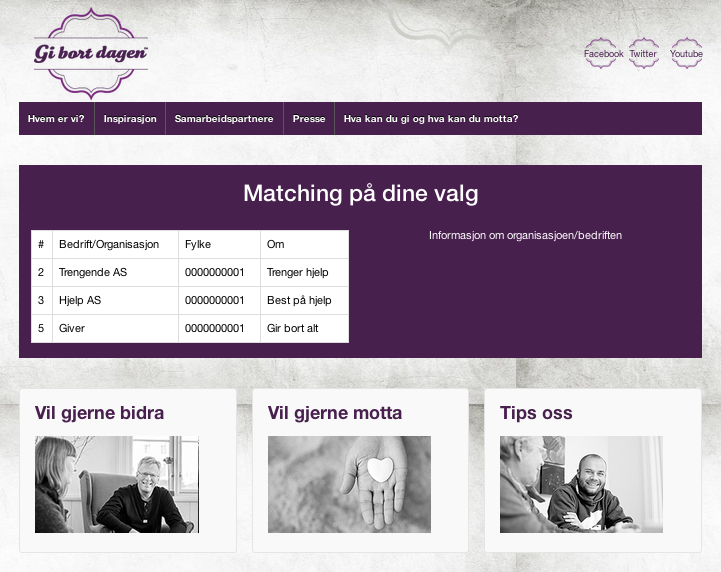 Gi bort dagen™
Facebook Twitter Youtube
Hvem er vi? Inspirasjon Samarbeidspartnere Presse Hva kan du gi og hva kan du motta?
Matching på dine valg
# Bedrift/Organisasjon Fylke Om
2 Trengende AS 0000000001 Trenger hjelp
3 Hjelp AS 0000000001 Best på hjelp
5 Giver 0000000001 Gir bort alt
Informasjon om organisasjoen/bedriften
Vil gjerne bidra
Vil gjerne motta
Tips oss